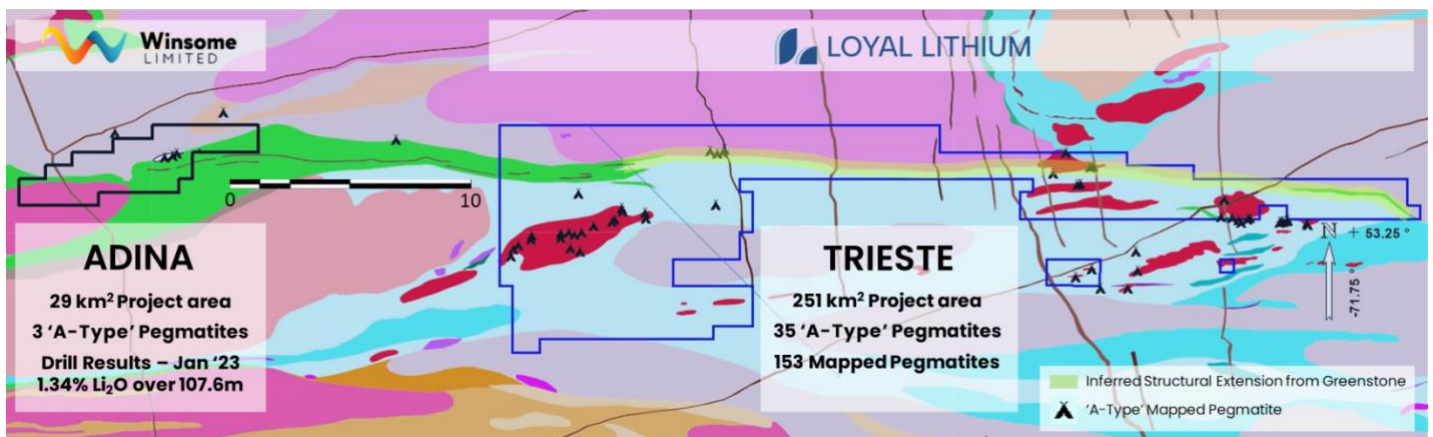 Winsome
LIMITED
LOYAL LITHIUM
0
10
ADINA
29 km² Project area
3 ‘A-Type’ Pegmatites
Drill Results – Jan ‘23
1.34% Li₂O over 107.6m
TRIESTE
251 km² Project area
35 ‘A-Type’ Pegmatites
153 Mapped Pegmatites
N
+ 53.25 °
-71.75 °
Inferred Structural Extension from Greenstone
‘A-Type’ Mapped Pegmatite